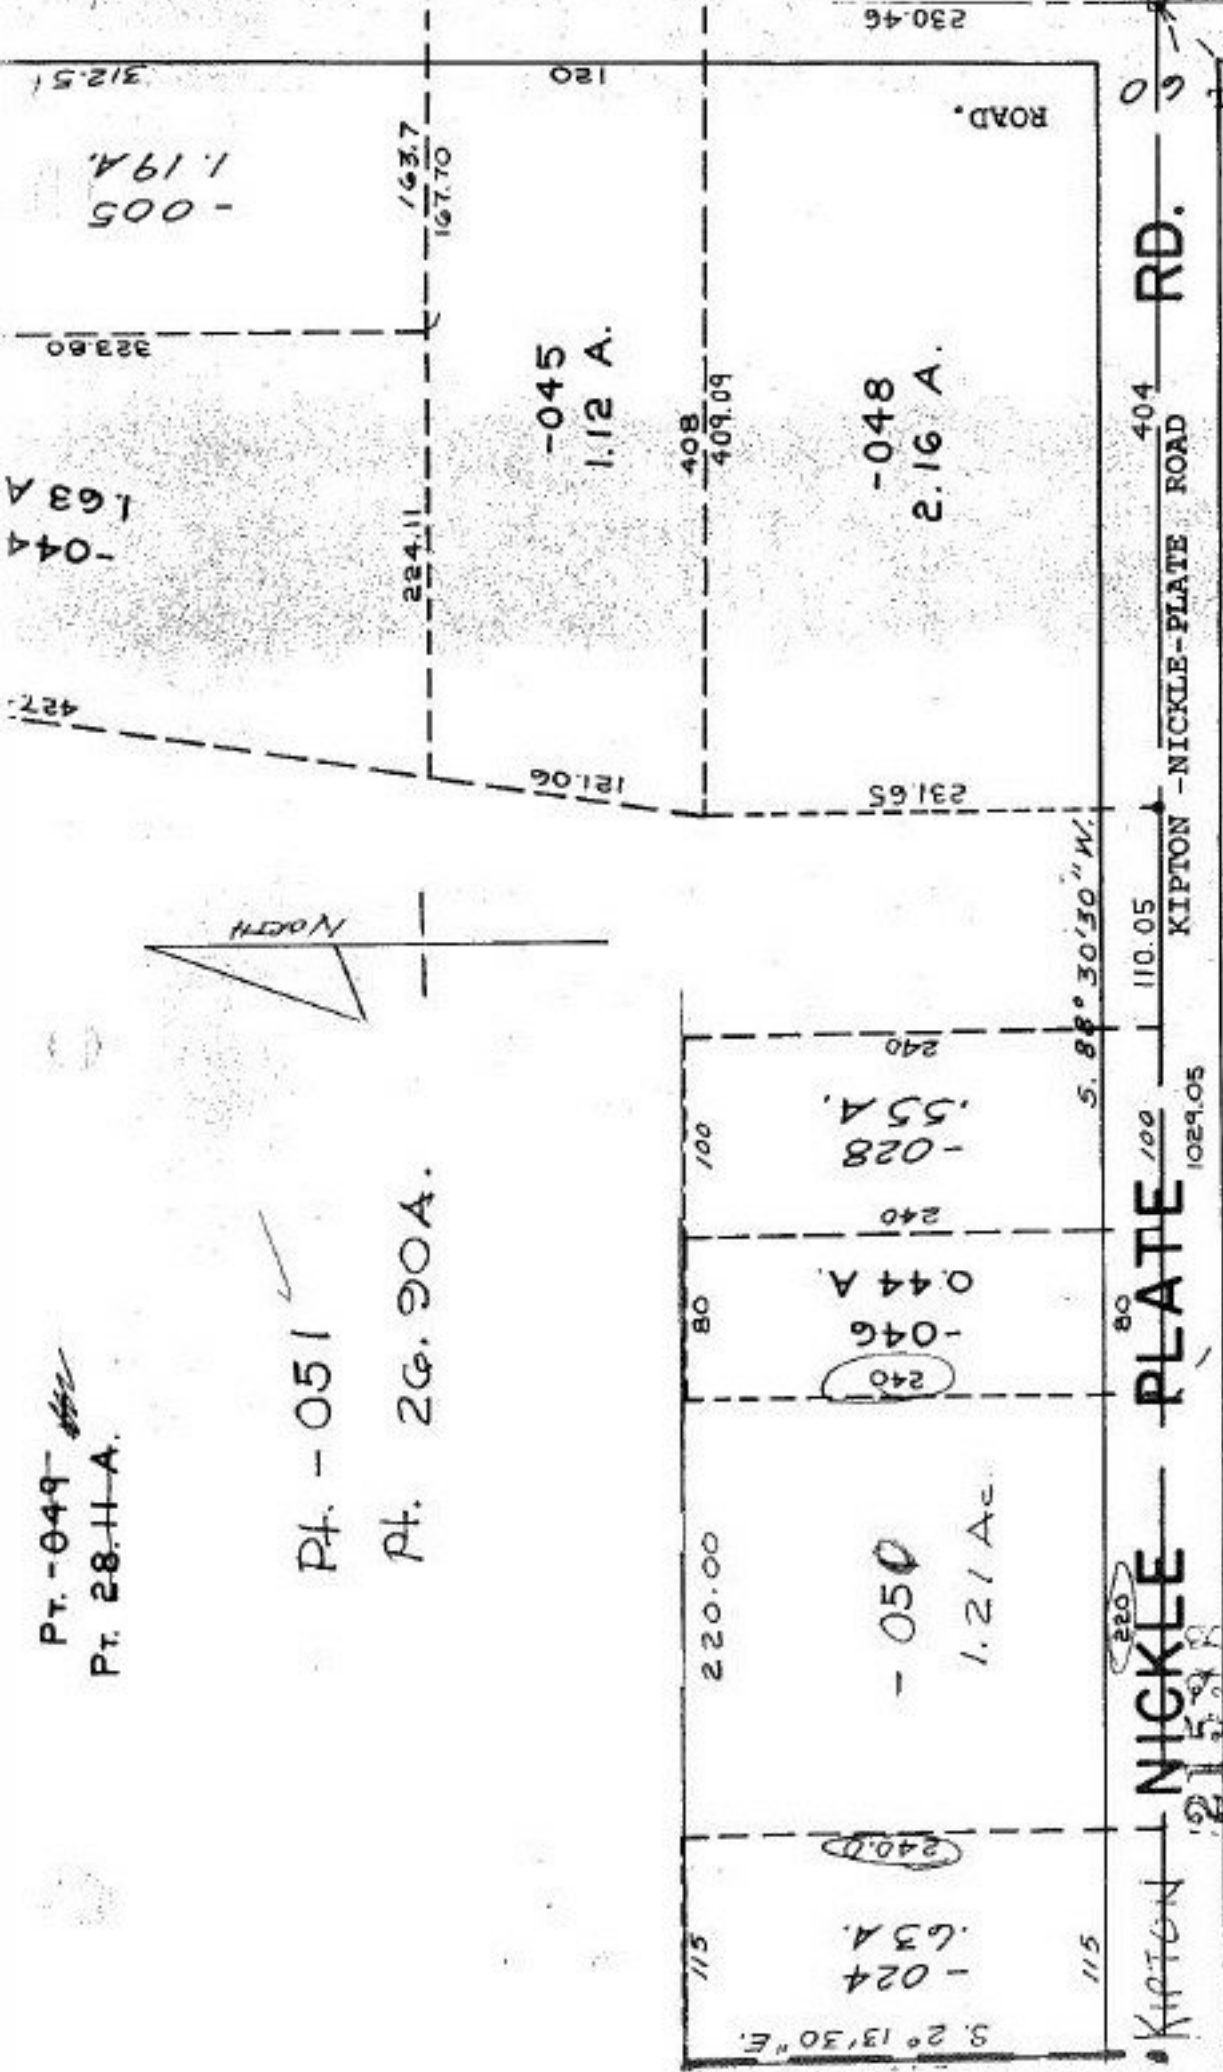 230.46
312.51
120
ROAD.
60
- 005
1.19 A.
163.7
167.70
323.80
-045
1.12 A.
408
409.09
-048
2.16 A.
404
RD.
-044
1.63 A
224.11
427.
121.06
231.65
NORTH
S. 88° 30'30" W.
110.05
KIPTON -NICKLE-PLATE ROAD
240
- 028
.55 A.
100
100
1029.05
240
-046
0.44 A.
80
80
240
PT. -049
PT. 28.11 A.
Pt. - 051
Pt. 26.90A.
220.00
- 050
1.21 Ac.
220
KIPTON NICKLE PLATE
240.0
- 024
.63 A.
115
115
S. 2° 13'30" E.